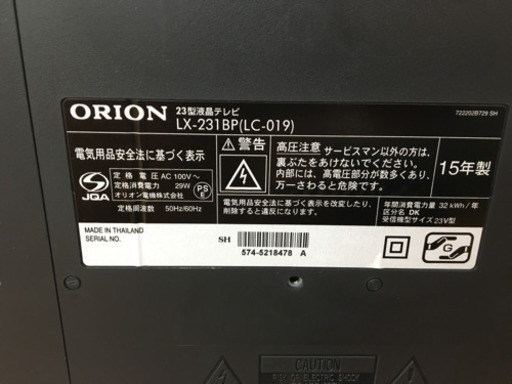 ORION
23型液晶テレビ
LX-231BP(LC-019)
722202B729 SH
電気用品安全法に基づく表示
定格電圧 AC 100V~
定格消費電力 29W
オリオン電機株式会社
定格周波数 50Hz/60Hz
JQA
PS
E
警告
高圧注意 サービスマン以外の方は、
裏ぶたをあけないでください。
内部には、高電圧部分が数多くあり、
万一さわると危険です。
電気用品安全法に基づく表示を改変したり、
削除すると違反になります。
15年製
年間消費電力量 32 kWh/年
区分名 DK
受信機型サイズ 23V型
MADE IN THAILAND
SERIAL NO.
SH
574-5218478 A
G
CAUTION
RISK OF ELECTRIC SHOCK